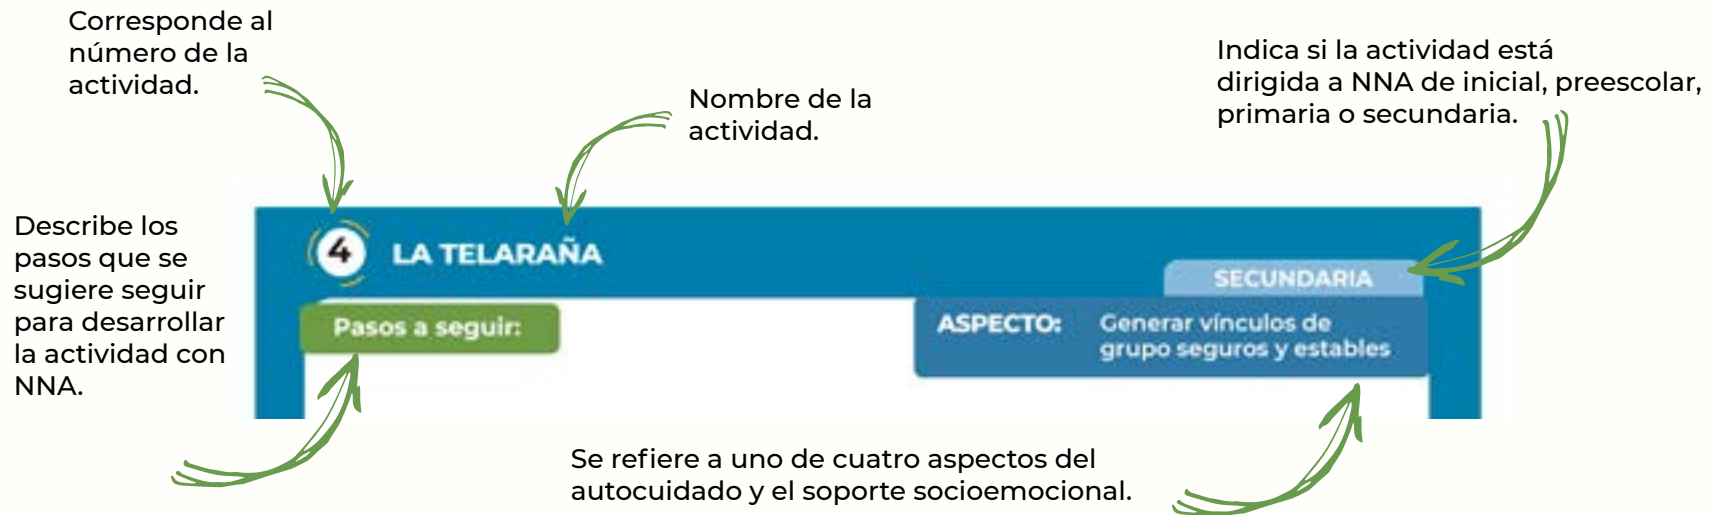 Corresponde al
número de la
actividad.
Nombre de la
actividad.
Indica si la actividad está
dirigida a NNA de inicial, preescolar,
primaria o secundaria.
Describe los
pasos que se
sugiere seguir
para desarrollar
la actividad con
NNA.
4 LA TELARAÑA
SECUNDARIA
Pasos a seguir:
ASPECTO: Generar vínculos de
grupo seguros y estables
Se refiere a uno de cuatro aspectos del
autocuidado y el soporte socioemocional.